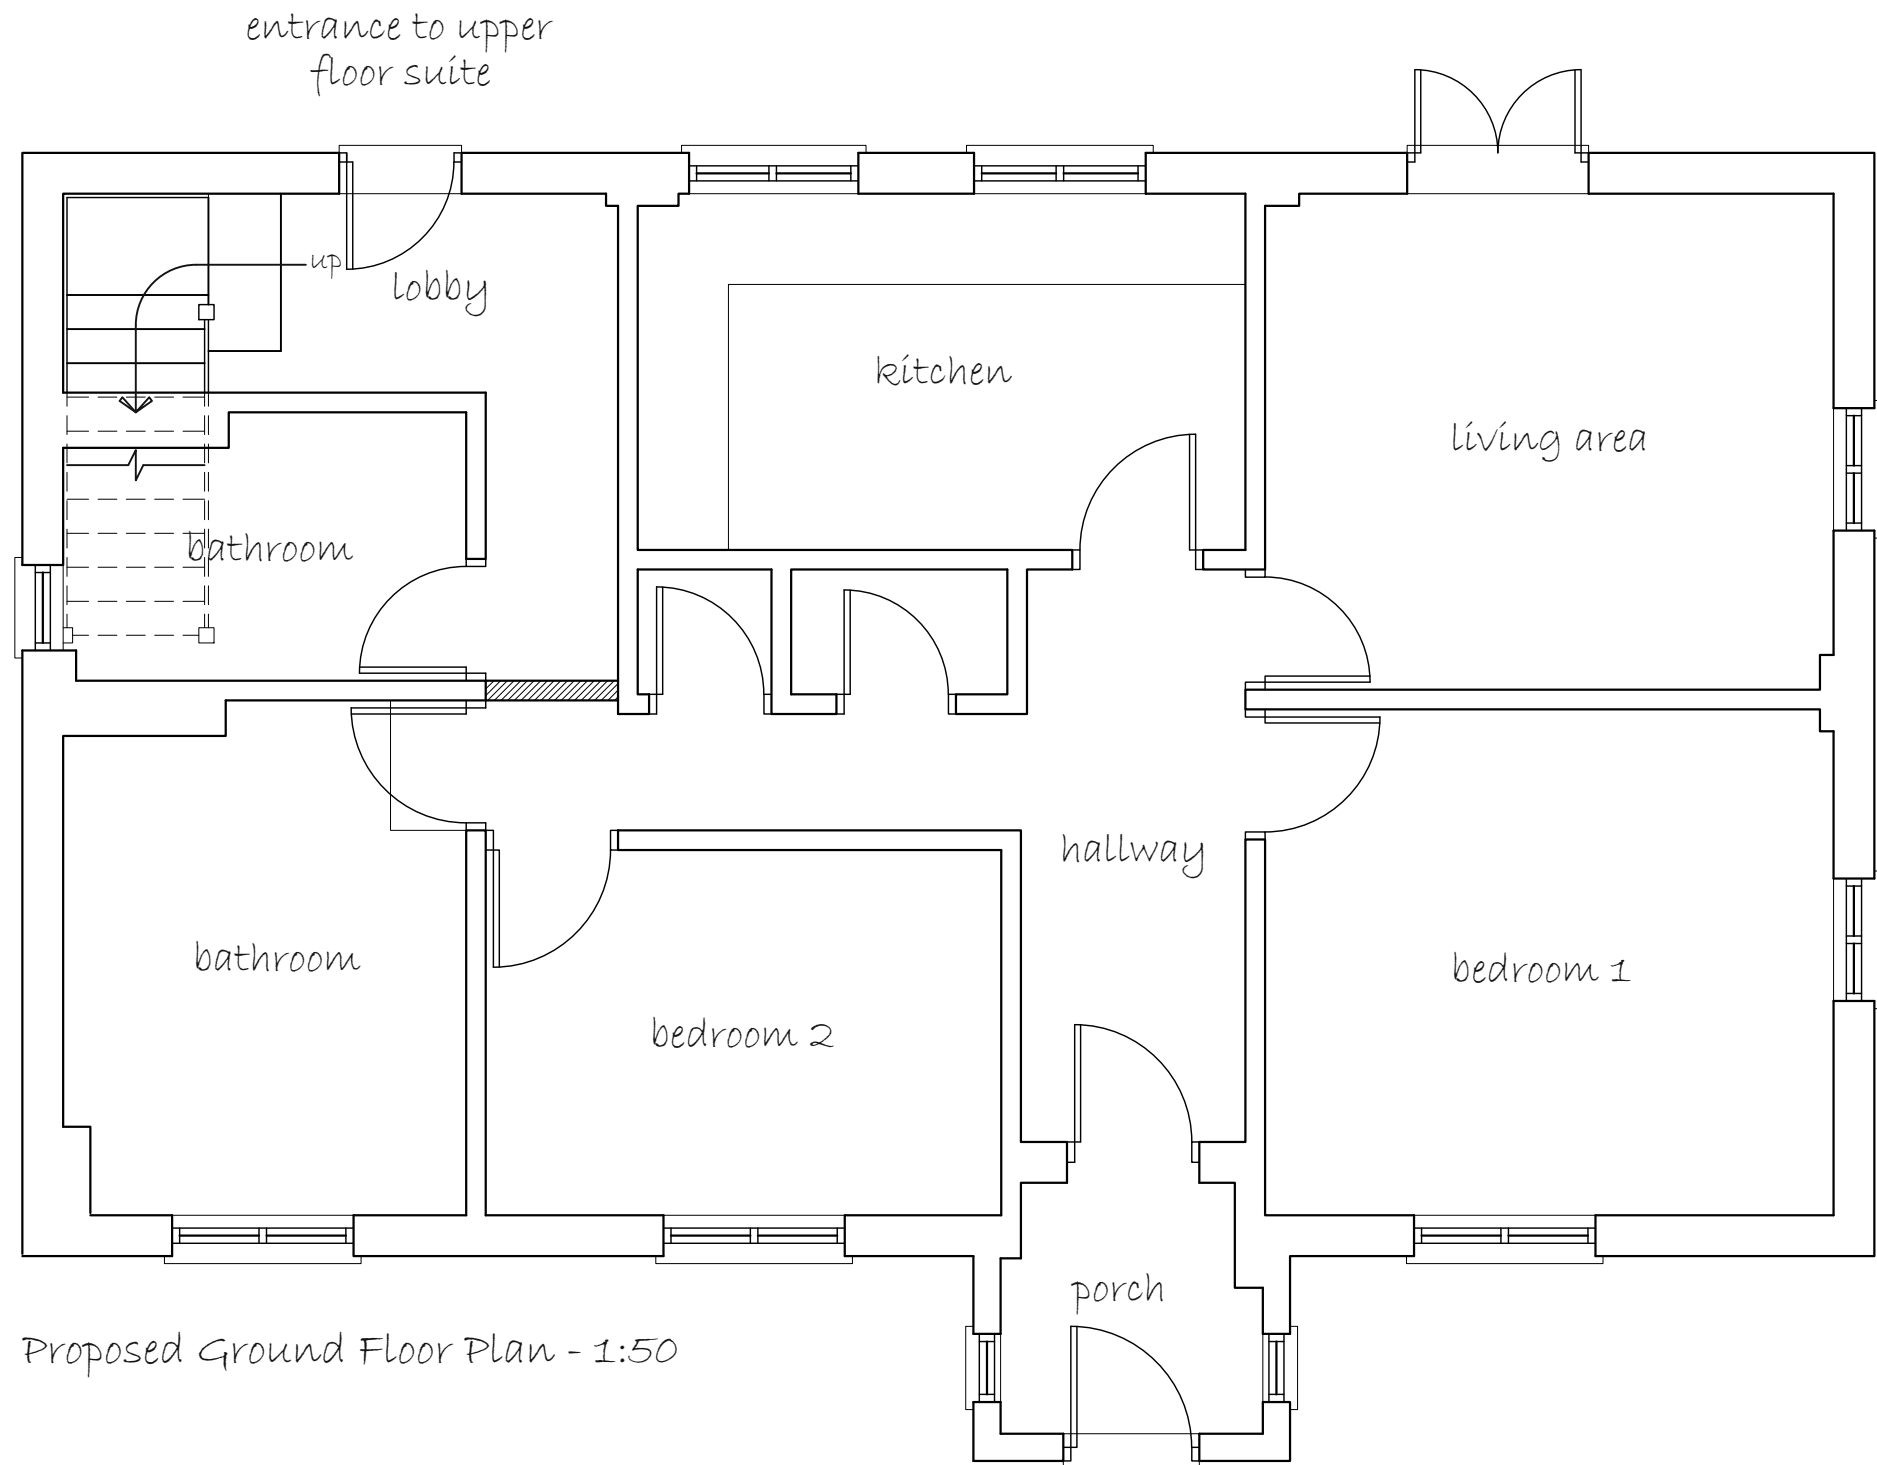 entrance to upper
floor suite
up
lobby
kitchen
living area
bathroom
hallway
bathroom
bedroom 1
bedroom 2
porch
Proposed Ground Floor Plan - 1:50